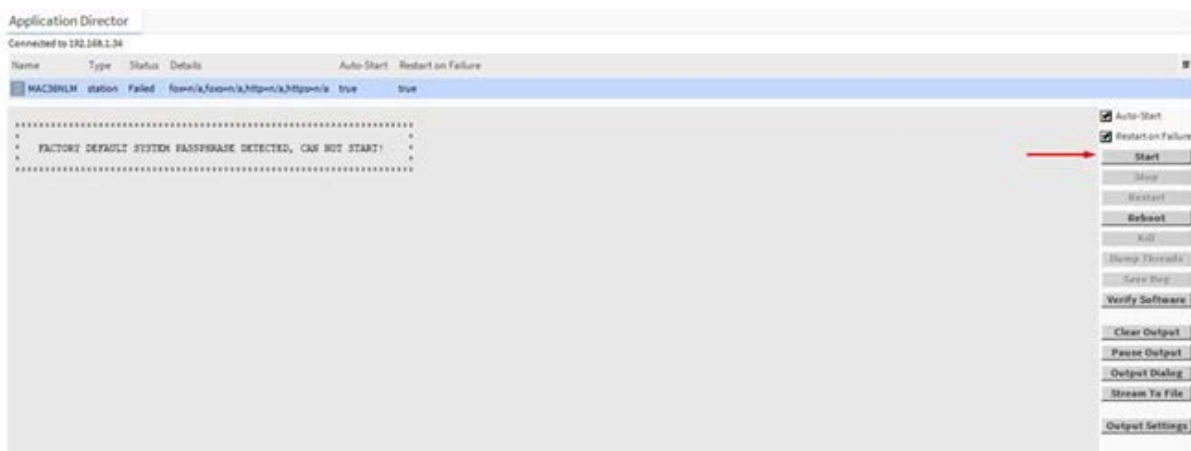 Application Director
Connected to 192.168.1.34
Name Type Status Details Auto-Start Restart on Failure
MAC36NLM station Failed fox=n/a,foxs=n/a,http=n/a,https=n/a true true
Auto-Start
Restart on Failure
FACTORY DEFAULT SYSTEM PASSPHRASE DETECTED, CAN NOT START!
Start
Stop
Restart
Reboot
Kill
Dump Threads
Save Bog
Verify Software
Clear Output
Pause Output
Output Dialog
Stream To File
Output Settings